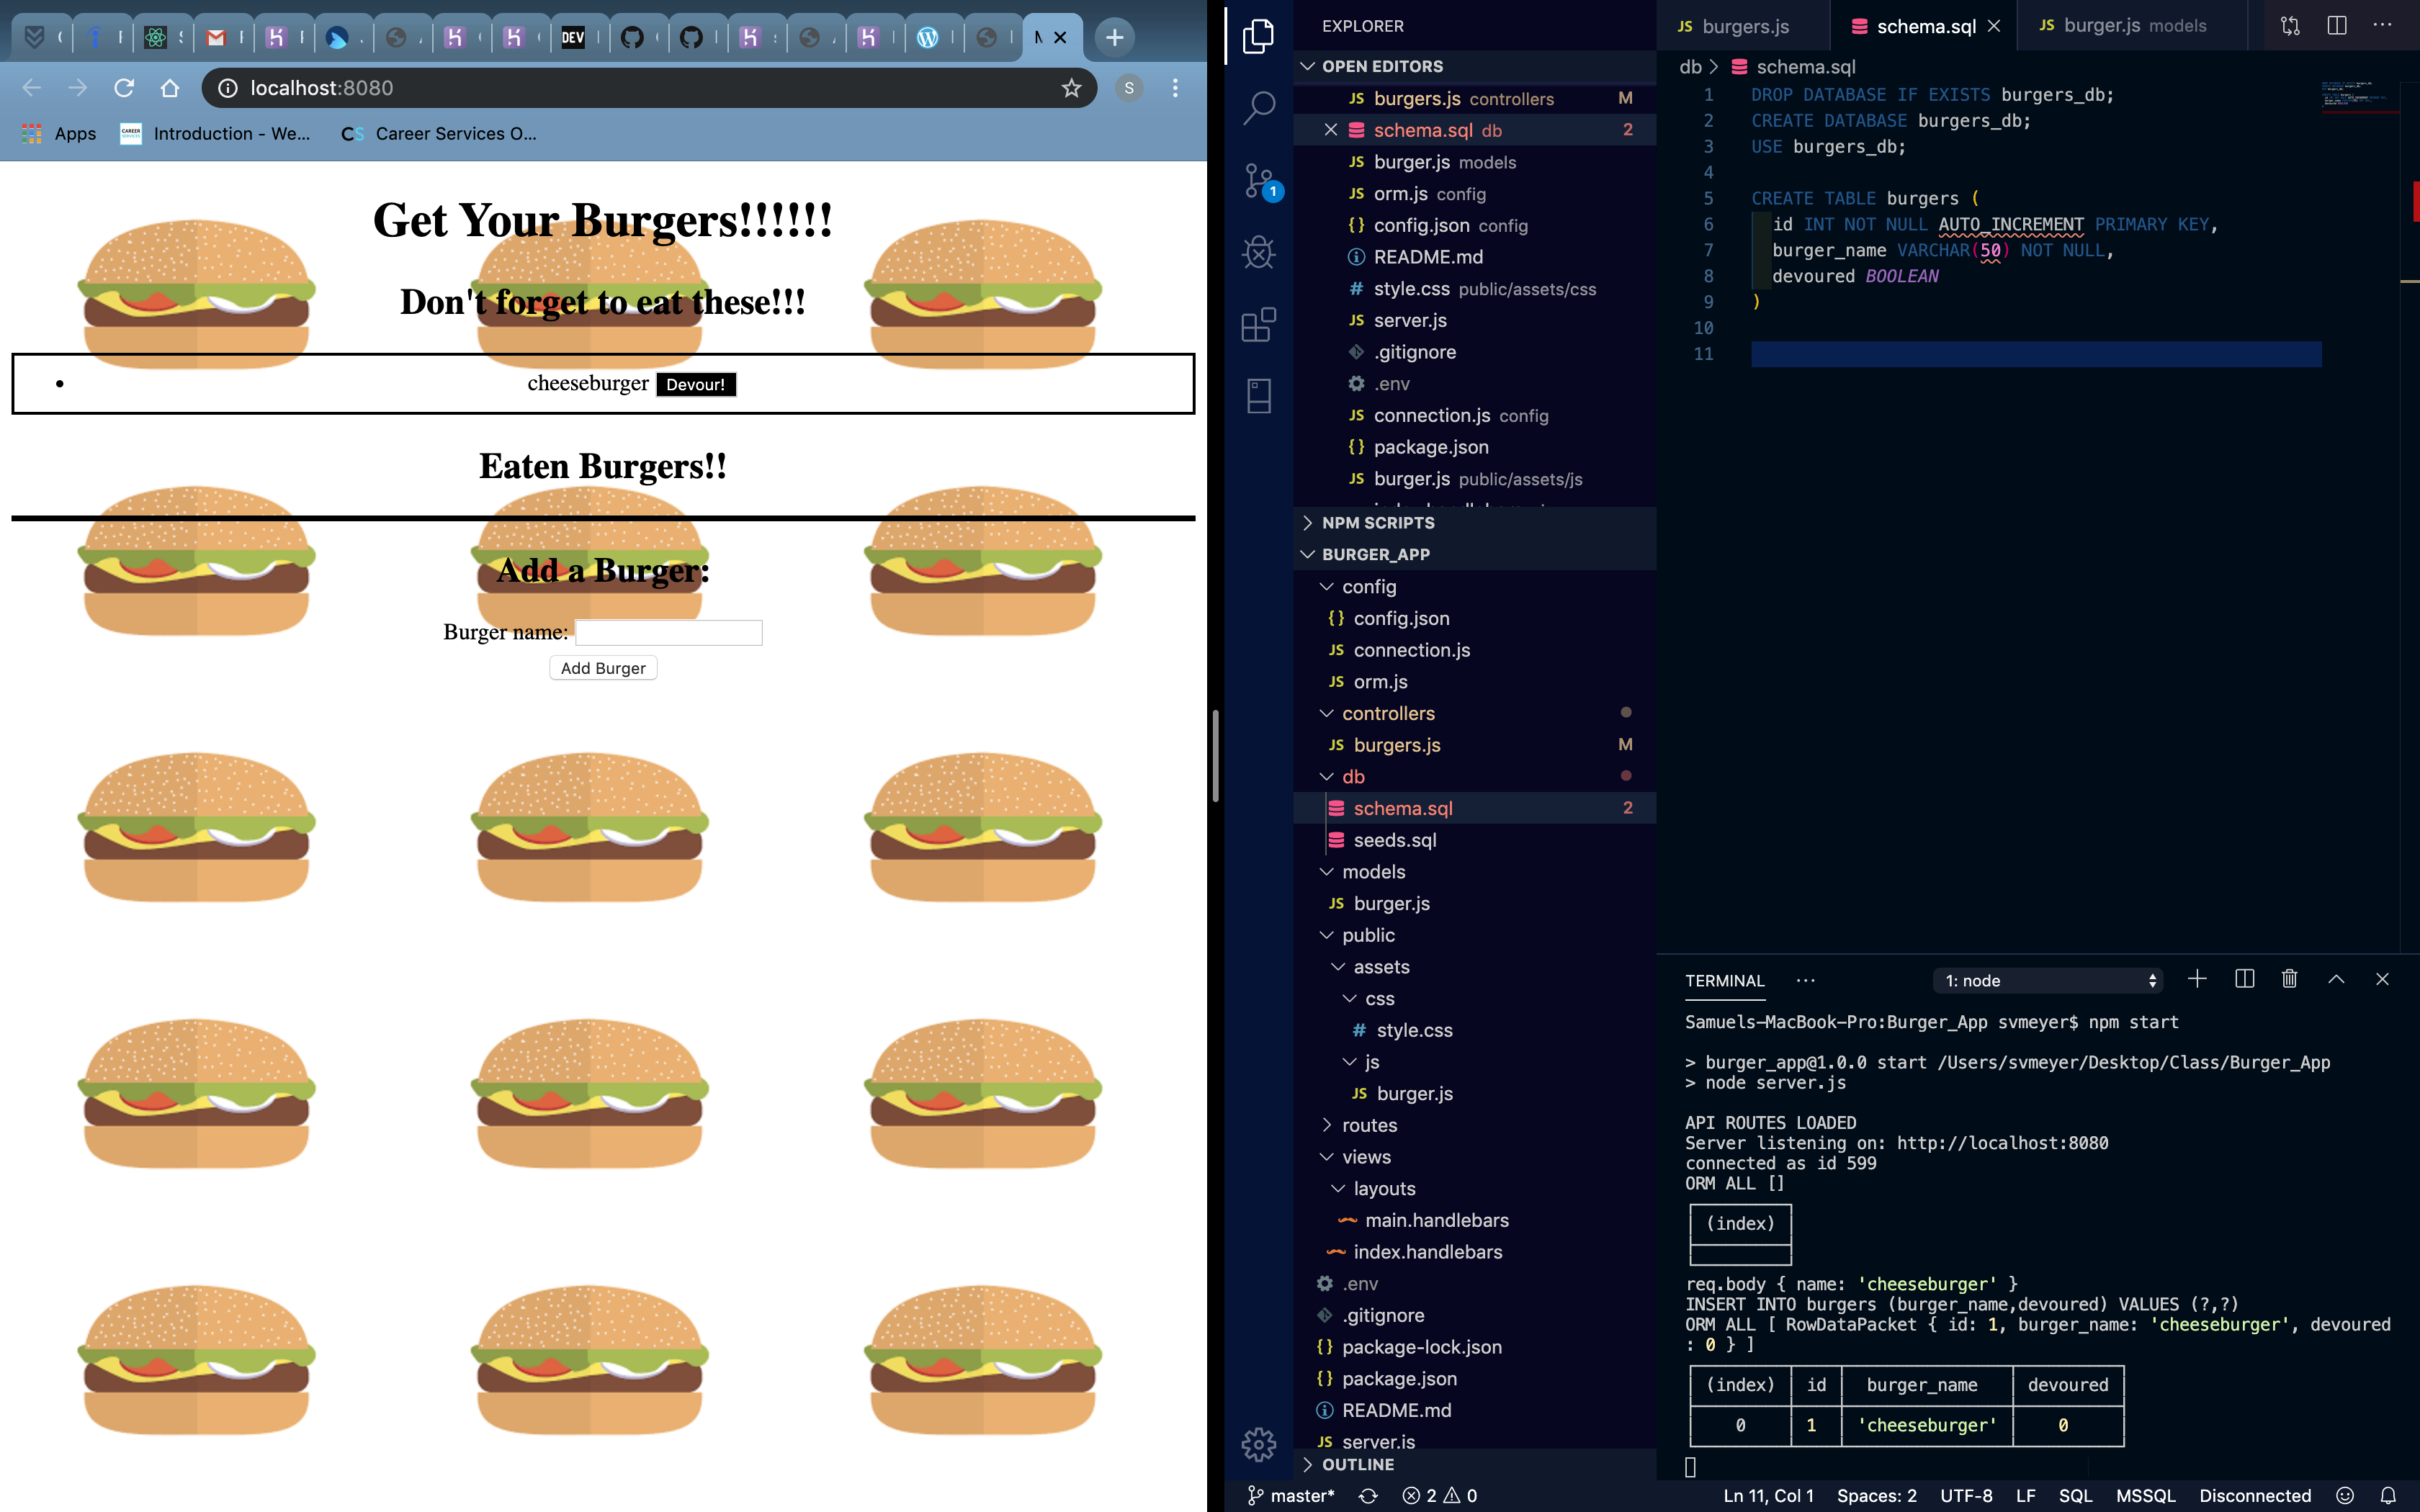 localhost:8080
Apps
Introduction - We...
Career Services O...
Get Your Burgers!!!!!!
Don't forget to eat these!!!
cheeseburger Devour!
Eaten Burgers!!
Add a Burger:
Burger name:
Add Burger
EXPLORER
OPEN EDITORS
JS burgers.js controllers M
schema.sql db 2
JS burger.js models
JS orm.js config
{} config.json config
README.md
# style.css public/assets/css
JS server.js
.gitignore
.env
JS connection.js config
{} package.json
JS burger.js public/assets/js
NPM SCRIPTS
BURGER_APP
config
{} config.json
JS connection.js
JS orm.js
controllers
JS burgers.js M
db
schema.sql 2
seeds.sql
models
JS burger.js
public
assets
css
# style.css
js
JS burger.js
routes
views
layouts
main.handlebars
index.handlebars
.env
.gitignore
{} package-lock.json
{} package.json
README.md
JS server.js
OUTLINE
JS burgers.js
schema.sql
JS burger.js models
db > schema.sql
1 DROP DATABASE IF EXISTS burgers_db;
2 CREATE DATABASE burgers_db;
3 USE burgers_db;
4
5 CREATE TABLE burgers (
6 id INT NOT NULL AUTO_INCREMENT PRIMARY KEY,
7 burger_name VARCHAR(50) NOT NULL,
8 devoured BOOLEAN
9 )
10
11
TERMINAL ... 1: node
Samuels-MacBook-Pro:Burger_App svmeyer$ npm start
> burger_app@1.0.0 start /Users/svmeyer/Desktop/Class/Burger_App
> node server.js
API ROUTES LOADED
Server listening on: http://localhost:8080
connected as id 599
ORM ALL []
(index)
req.body { name: 'cheeseburger' }
INSERT INTO burgers (burger_name,devoured) VALUES (?,?)
ORM ALL [ RowDataPacket { id: 1, burger_name: 'cheeseburger', devoured
: 0 } ]
(index) id burger_name devoured
0 1 'cheeseburger' 0
master* 2 0 Ln 11, Col 1 Spaces: 2 UTF-8 LF SQL MSSQL Disconnected